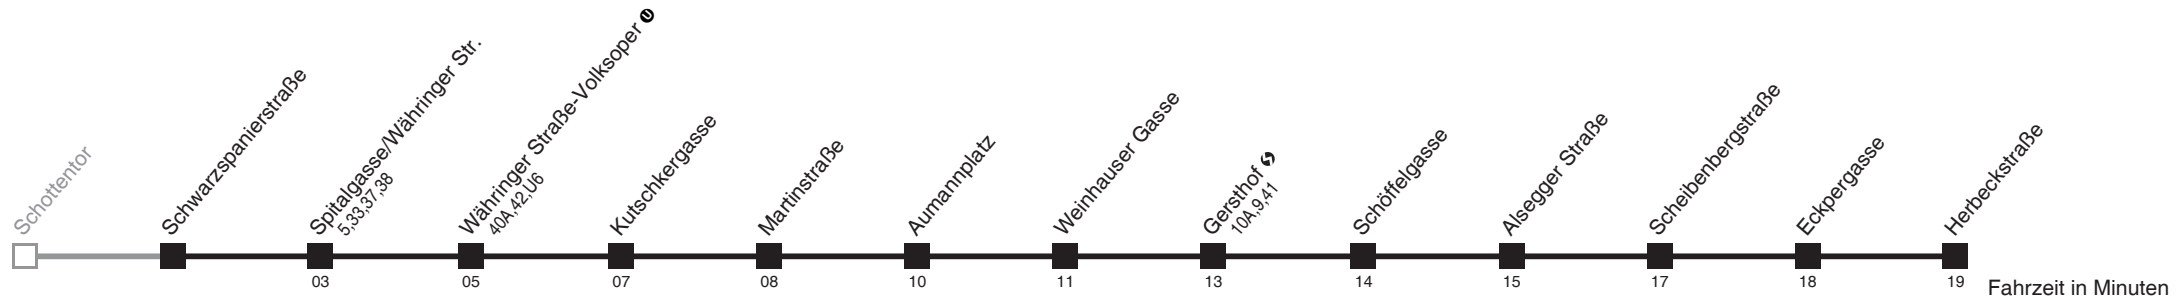 Schottentor
Schwarzspanierstraße
Spitalgasse/Währinger Str.
5,33,37,38
Währinger Straße-Volksoper U
40A,42,U6
Kutschkergasse
Martinstraße
Aumannplatz
Weinhauser Gasse
Gersthof
10A,9,41
Schöffelgasse
Alsegger Straße
Scheibenbergstraße
Eckpergasse
Herbeckstraße
03 05 07 08 10 11 13 14 15 17 18 19 Fahrzeit in Minuten